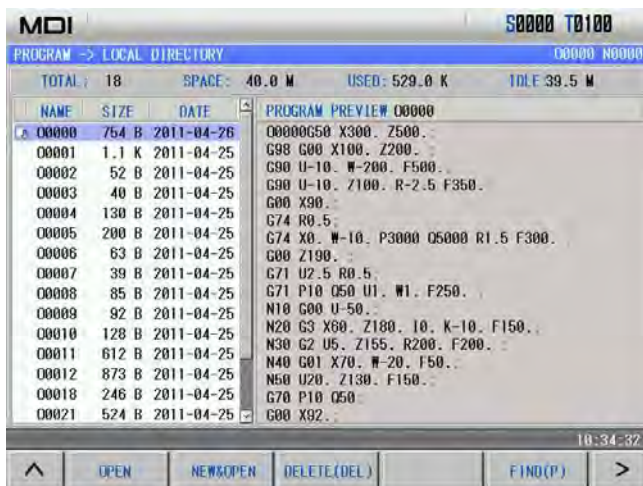 MDI S0000 T0100
PROGRAM -> LOCAL DIRECTORY O0000 N0000
TOTAL: 18 SPACE: 40.0 M USED: 529.0 K IDLE 39.5 M
NAME SIZE DATE PROGRAM PREVIEW O0000
O0000 754 B 2011-04-26 O0000G50 X300. Z500.
O0001 1.1 K 2011-04-25 G98 G00 X100. Z200.
O0002 52 B 2011-04-25 G90 U-10. W-200. F500.
O0003 40 B 2011-04-25 G90 U-10. Z100. R-2.5 F350.
O0004 130 B 2011-04-25 G00 X90.
O0005 200 B 2011-04-25 G74 R0.5
O0006 63 B 2011-04-25 G74 X0. W-10. P3000 Q5000 R1.5 F300.
O0007 39 B 2011-04-25 G00 Z190.
O0008 85 B 2011-04-25 G71 U2.5 R0.5
O0009 92 B 2011-04-25 G71 P10 Q50 U1. W1. F250.
O0010 128 B 2011-04-25 N10 G00 U-50.
O0011 612 B 2011-04-25 N20 G3 X60. Z180. I0. K-10. F150.
O0012 873 B 2011-04-25 N30 G2 U5. Z155. R200. F200.
O0018 246 B 2011-04-25 N40 G01 X70. W-20. F50.
O0021 524 B 2011-04-25 N50 U20. Z130. F150.
G70 P10 Q50
G00 X92.
10:34:32
OPEN NEW&OPEN DELETE(DEL) FIND(P) >